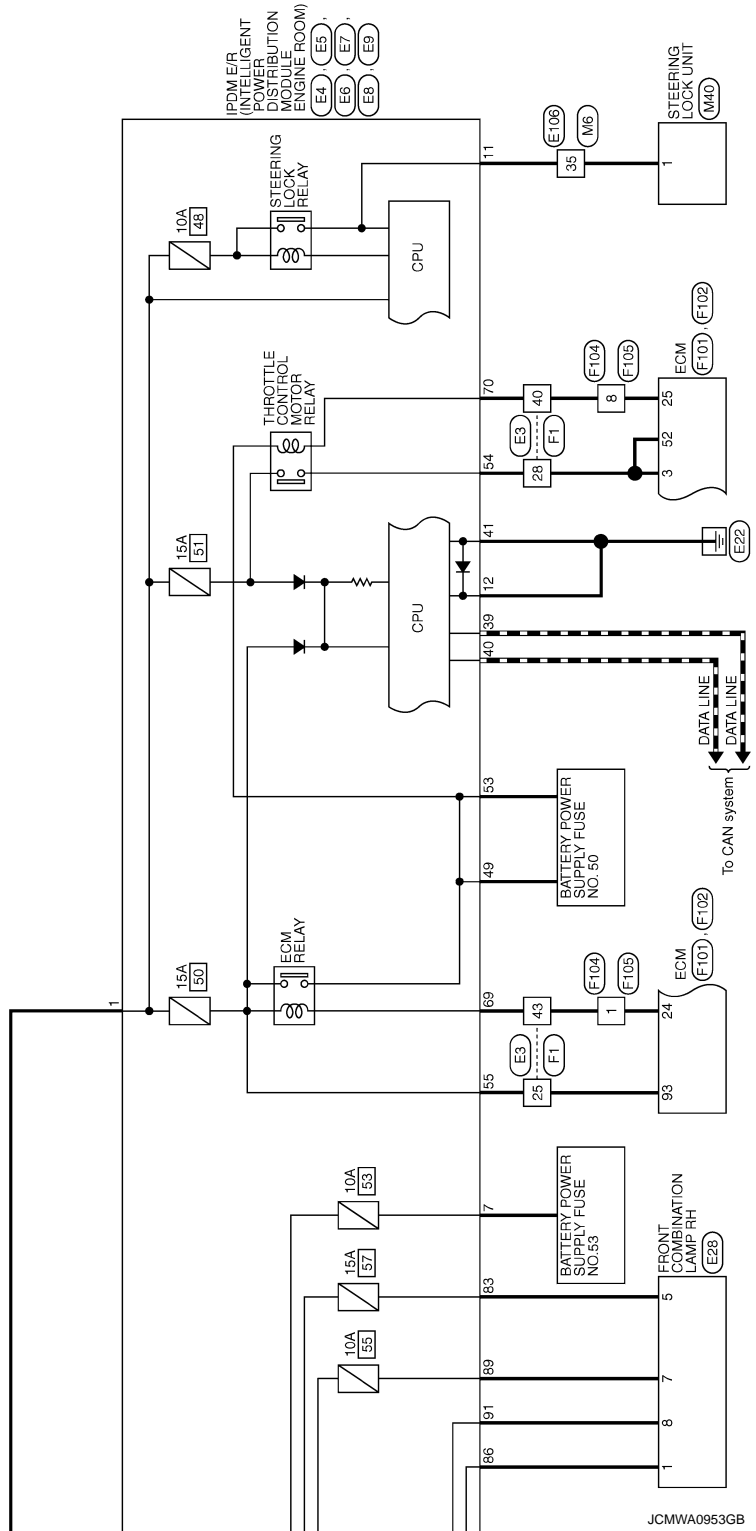 IPDM E/R
(INTELLIGENT
POWER
DISTRIBUTION
MODULE
ENGINE ROOM)
E4 , E5 ,
E6 , E7 ,
E8 , E9
1
10A
48
STEERING
LOCK
RELAY
CPU
11
E106
35
M6
1
STEERING
LOCK UNIT
M40
15A
51
THROTTLE
CONTROL
MOTOR
RELAY
70
54
E3
40
28
F1
F104
8
F105
25
52
3
ECM
F101 , F102
CPU
41
12
39
40
E22
DATA LINE
DATA LINE
To CAN system
53
49
BATTERY POWER
SUPPLY FUSE
NO. 50
15A
50
ECM
RELAY
69
55
E3
43
25
F1
F104
1
F105
24
93
ECM
F101 , F102
10A
53
7
BATTERY POWER
SUPPLY FUSE
NO.53
15A
57
83
10A
55
89
91
86
5
7
8
1
FRONT
COMBINATION
LAMP RH
E28
JCMWA0953GB